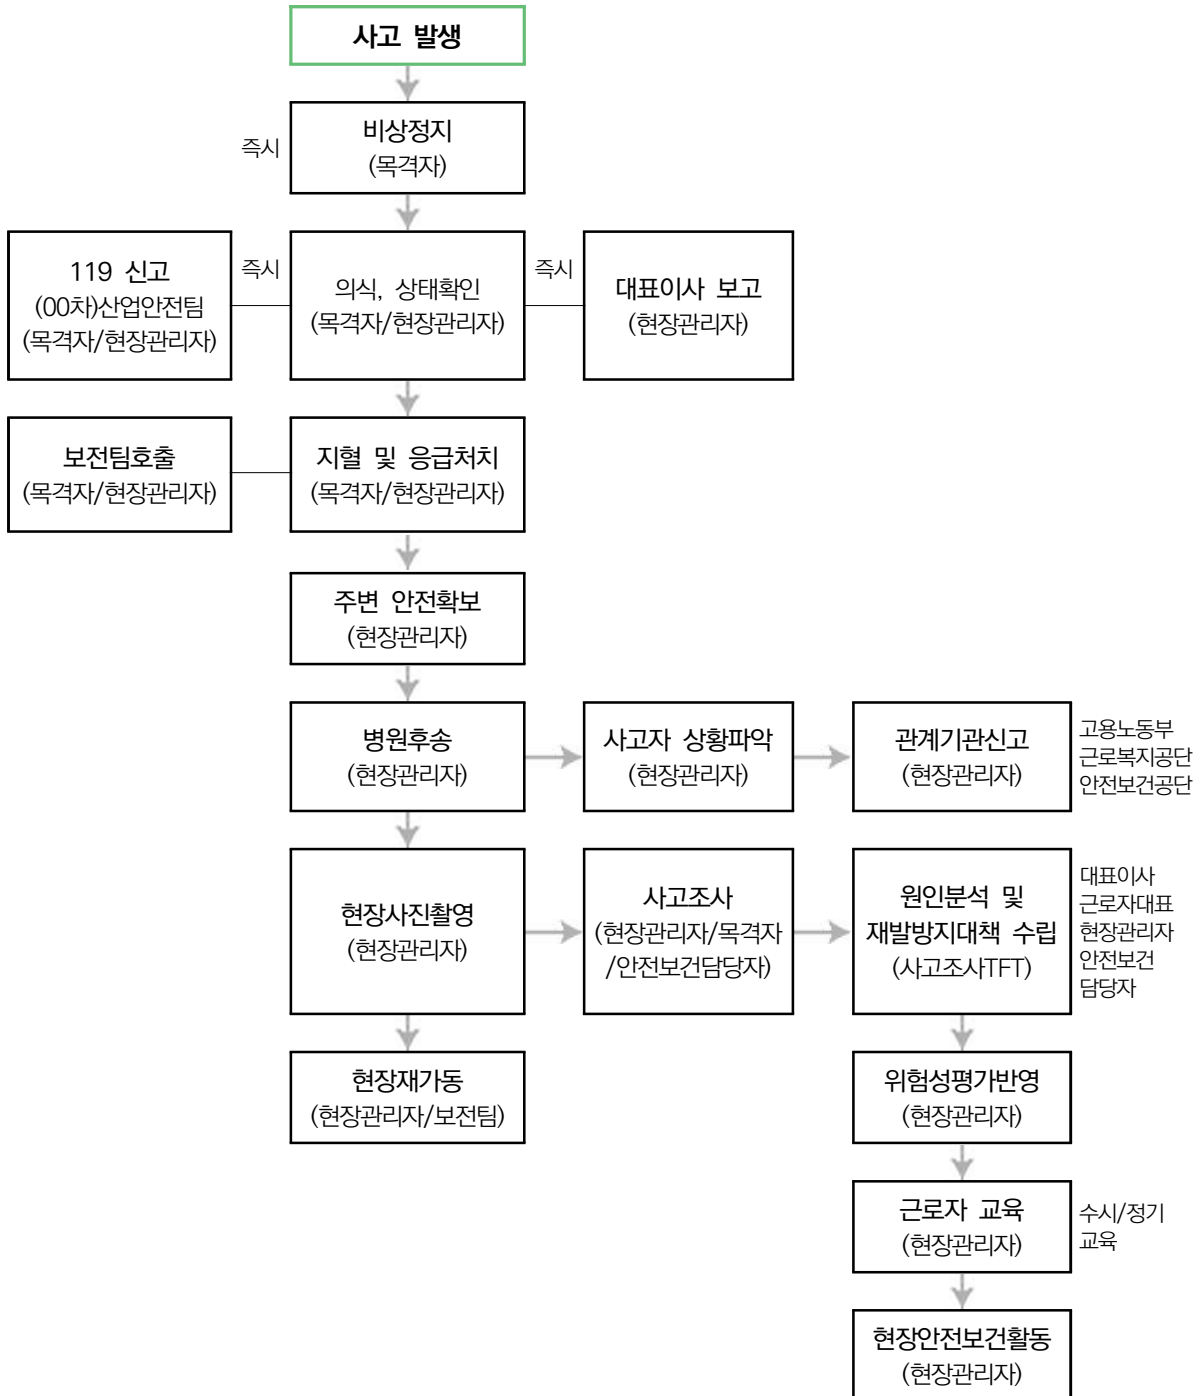 사고 발생
즉시
비상정지
(목격자)
119 신고
(00차)산업안전팀
(목격자/현장관리자)
즉시
의식, 상태확인
(목격자/현장관리자)
즉시
대표이사 보고
(현장관리자)
보전팀호출
(목격자/현장관리자)
지혈 및 응급처치
(목격자/현장관리자)
주변 안전확보
(현장관리자)
병원후송
(현장관리자)
사고자 상황파악
(현장관리자)
관계기관신고
(현장관리자)
고용노동부
근로복지공단
안전보건공단
현장사진촬영
(현장관리자)
사고조사
(현장관리자/목격자
/안전보건담당자)
원인분석 및
재발방지대책 수립
(사고조사TFT)
대표이사
근로자대표
현장관리자
안전보건
담당자
현장재가동
(현장관리자/보전팀)
위험성평가반영
(현장관리자)
근로자 교육
(현장관리자)
수시/정기
교육
현장안전보건활동
(현장관리자)